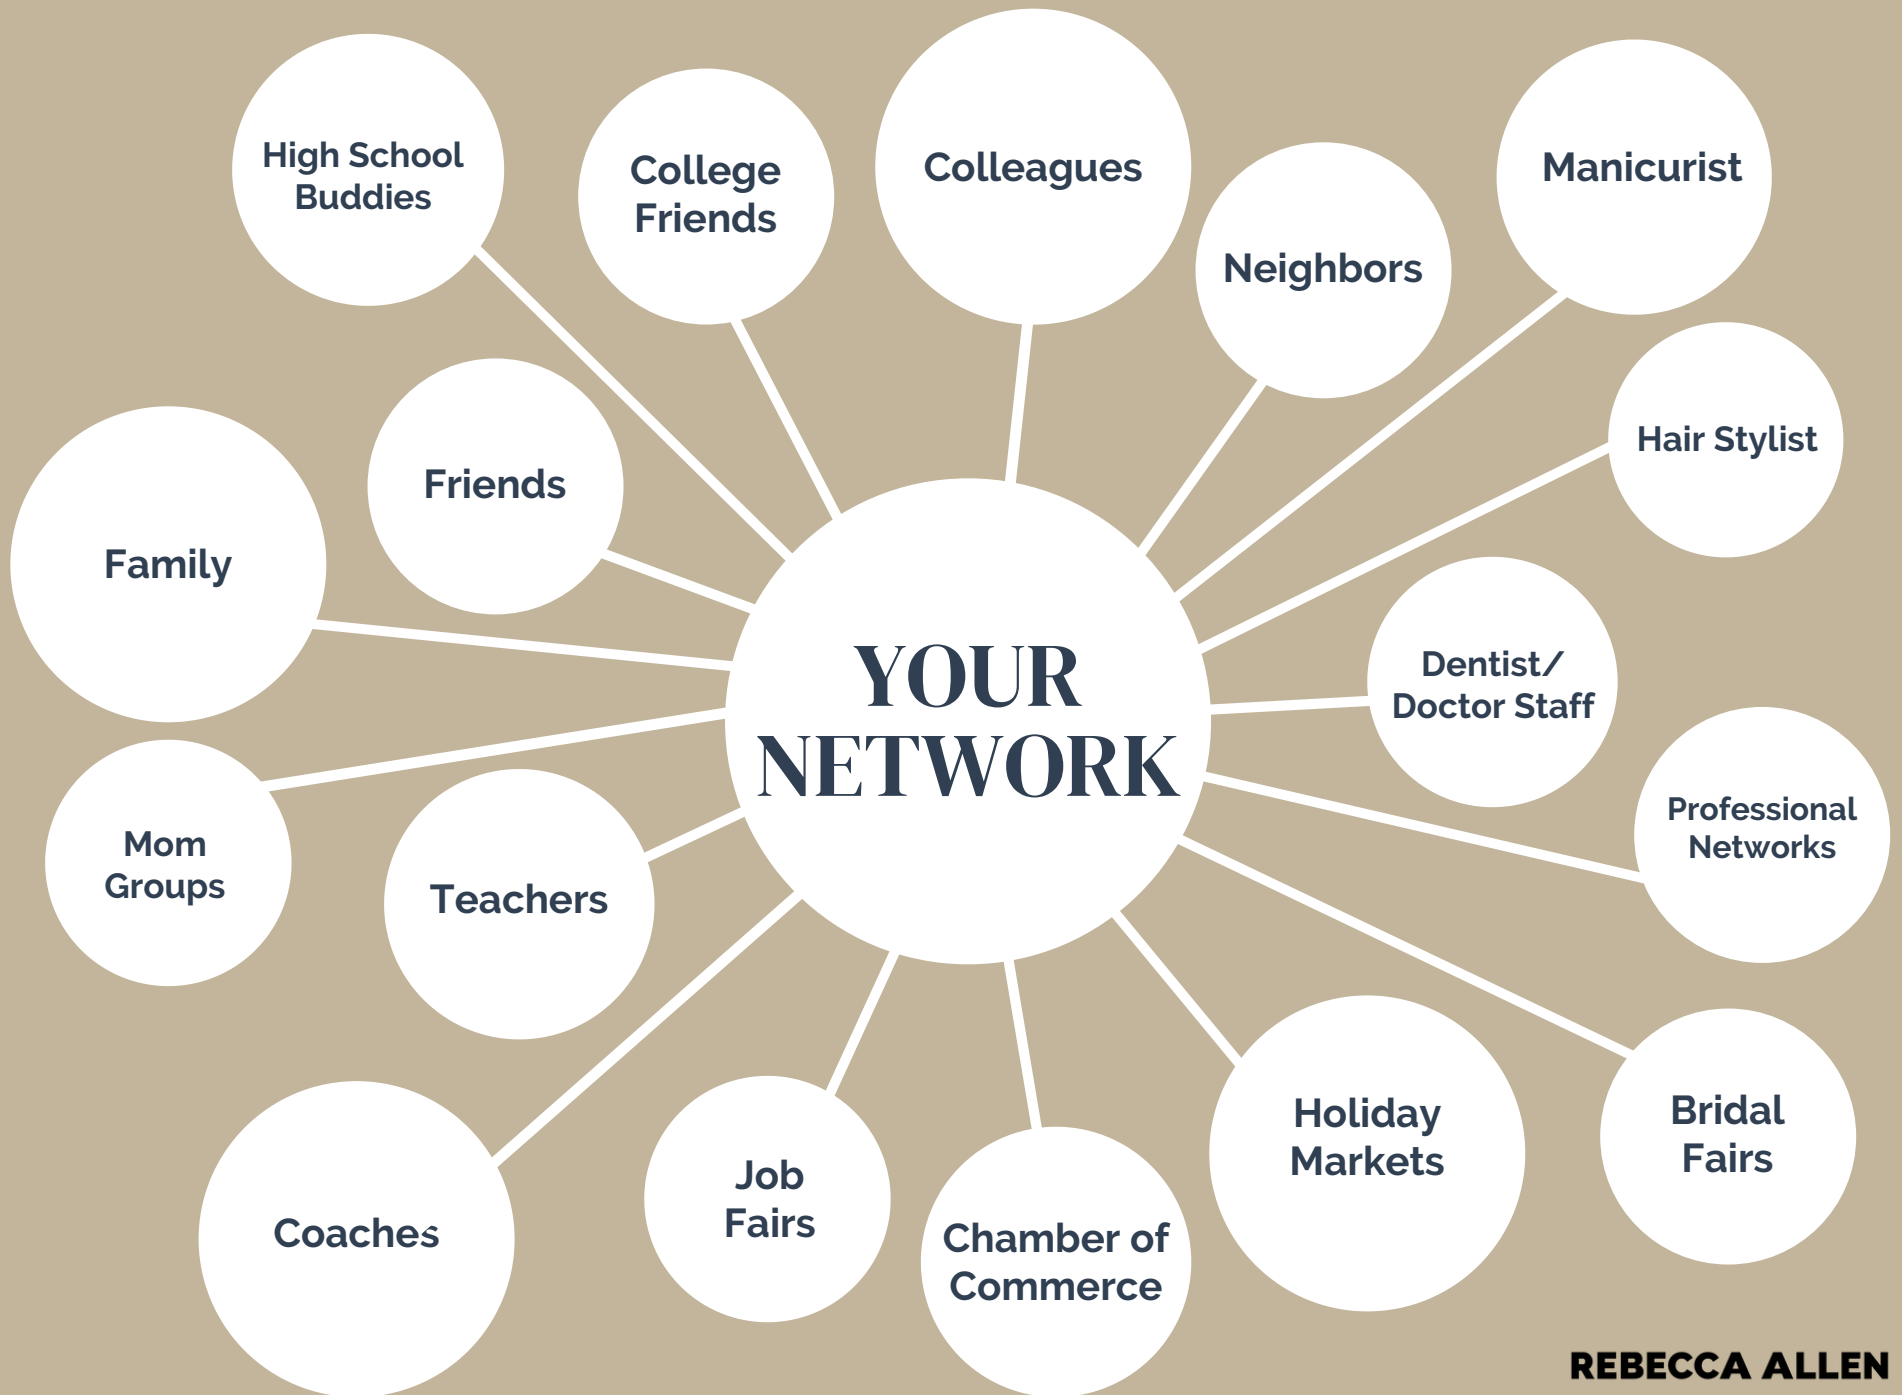 High School
Buddies
College
Friends
Colleagues
Neighbors
Manicurist
Hair Stylist
Friends
Family
YOUR
NETWORK
Dentist/
Doctor Staff
Professional
Networks
Mom
Groups
Teachers
Coaches
Job
Fairs
Chamber of
Commerce
Holiday
Markets
Bridal
Fairs
REBECCA ALLEN